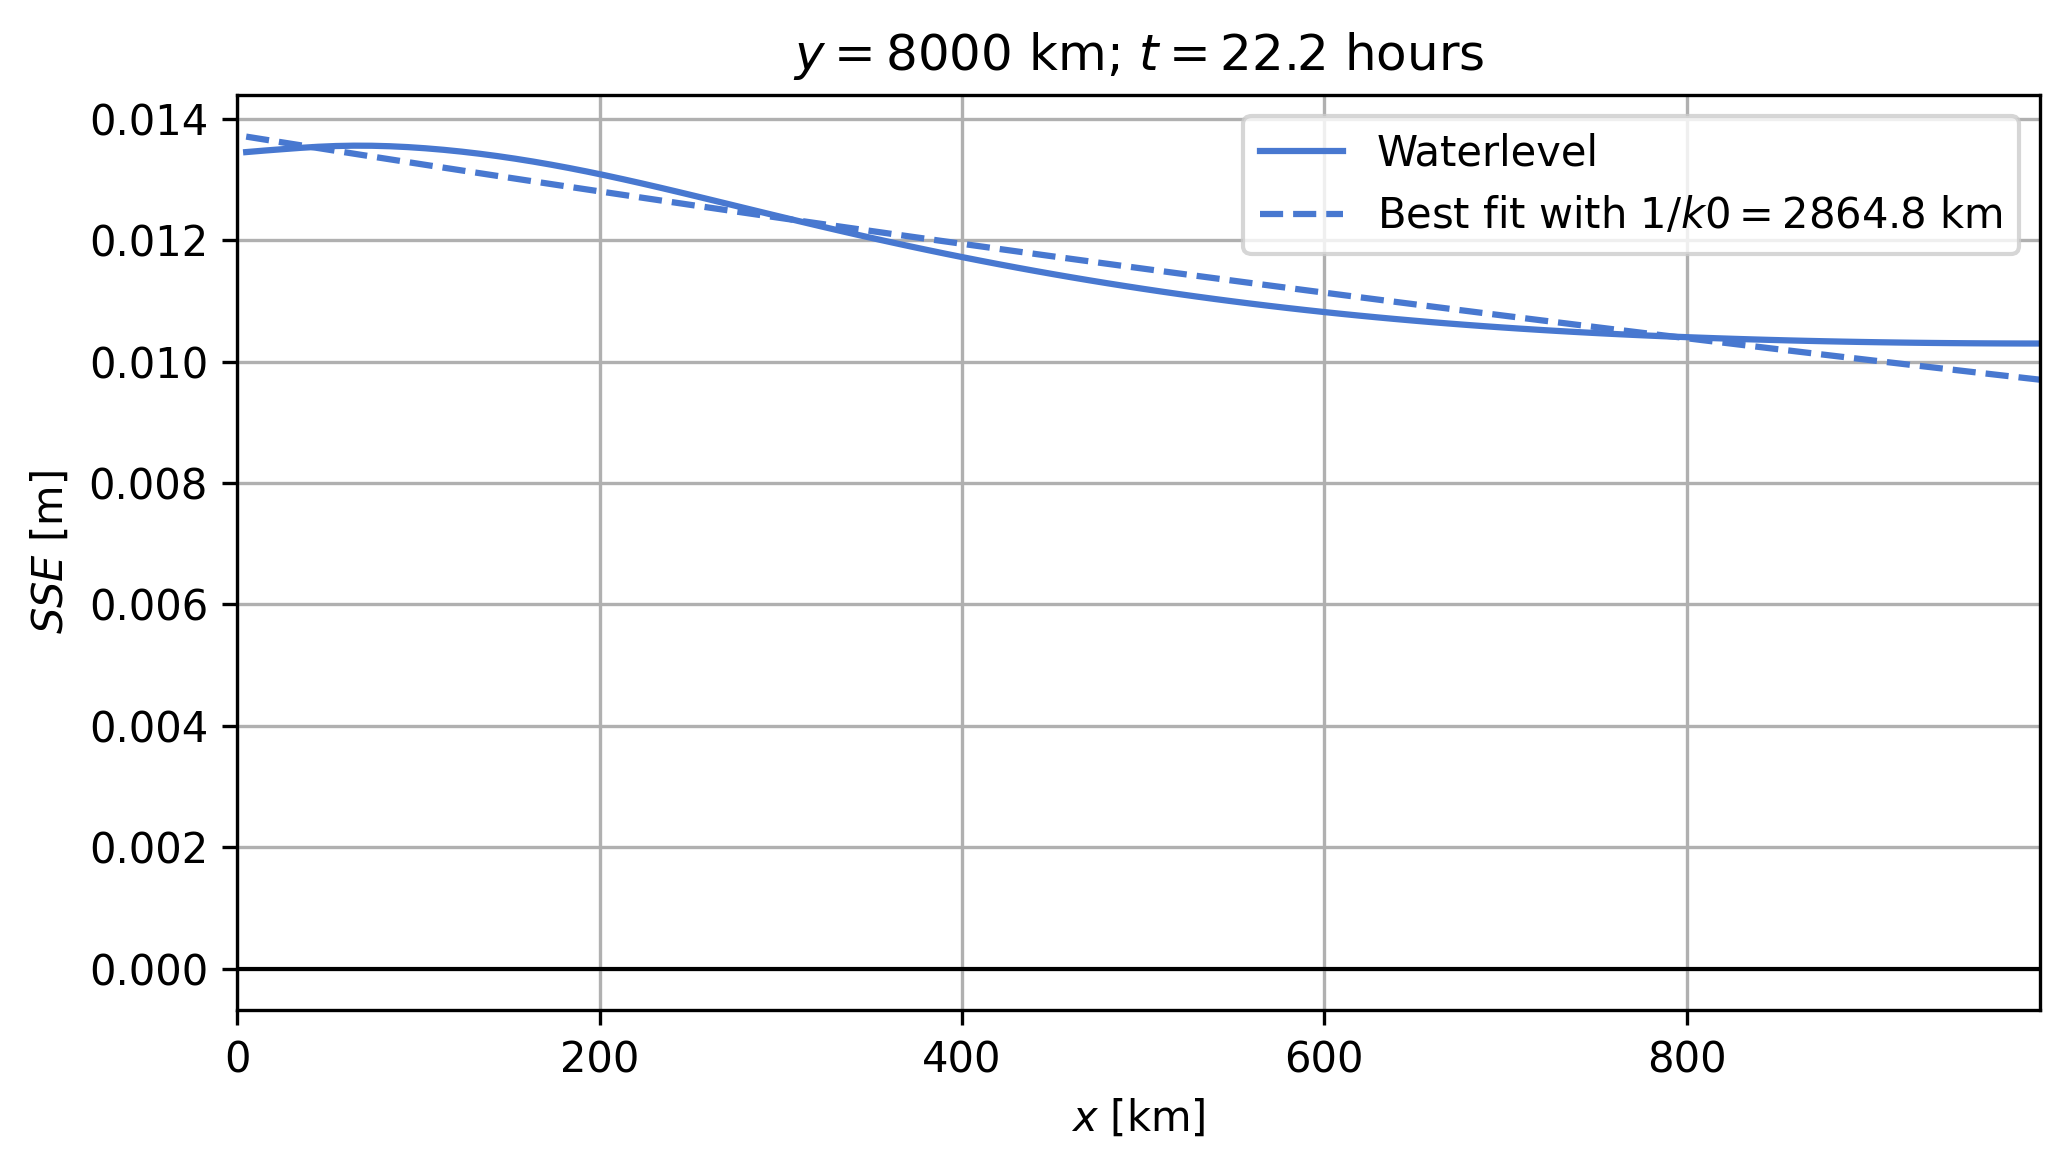 y = 8000 km; t = 22.2 hours
Waterlevel
Best fit with 1/k0 = 2864.8 km
0.014
0.012
0.010
0.008
0.006
0.004
0.002
0.000
SSE [m]
0 200 400 600 800
x [km]